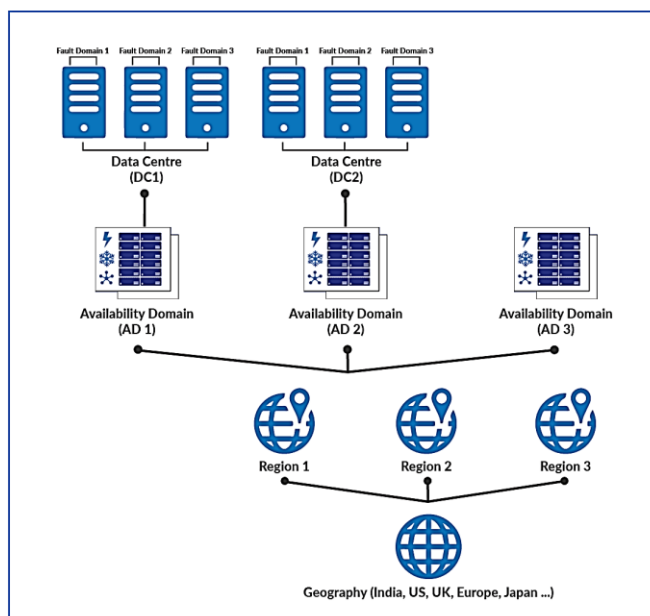 Fault Domain 1 Fault Domain 2 Fault Domain 3 Fault Domain 1 Fault Domain 2 Fault Domain 3
Data Centre Data Centre
(DC1) (DC2)
Availability Domain Availability Domain Availability Domain
(AD 1) (AD 2) (AD 3)
Region 1 Region 2 Region 3
Geography (India, US, UK, Europe, Japan ...)